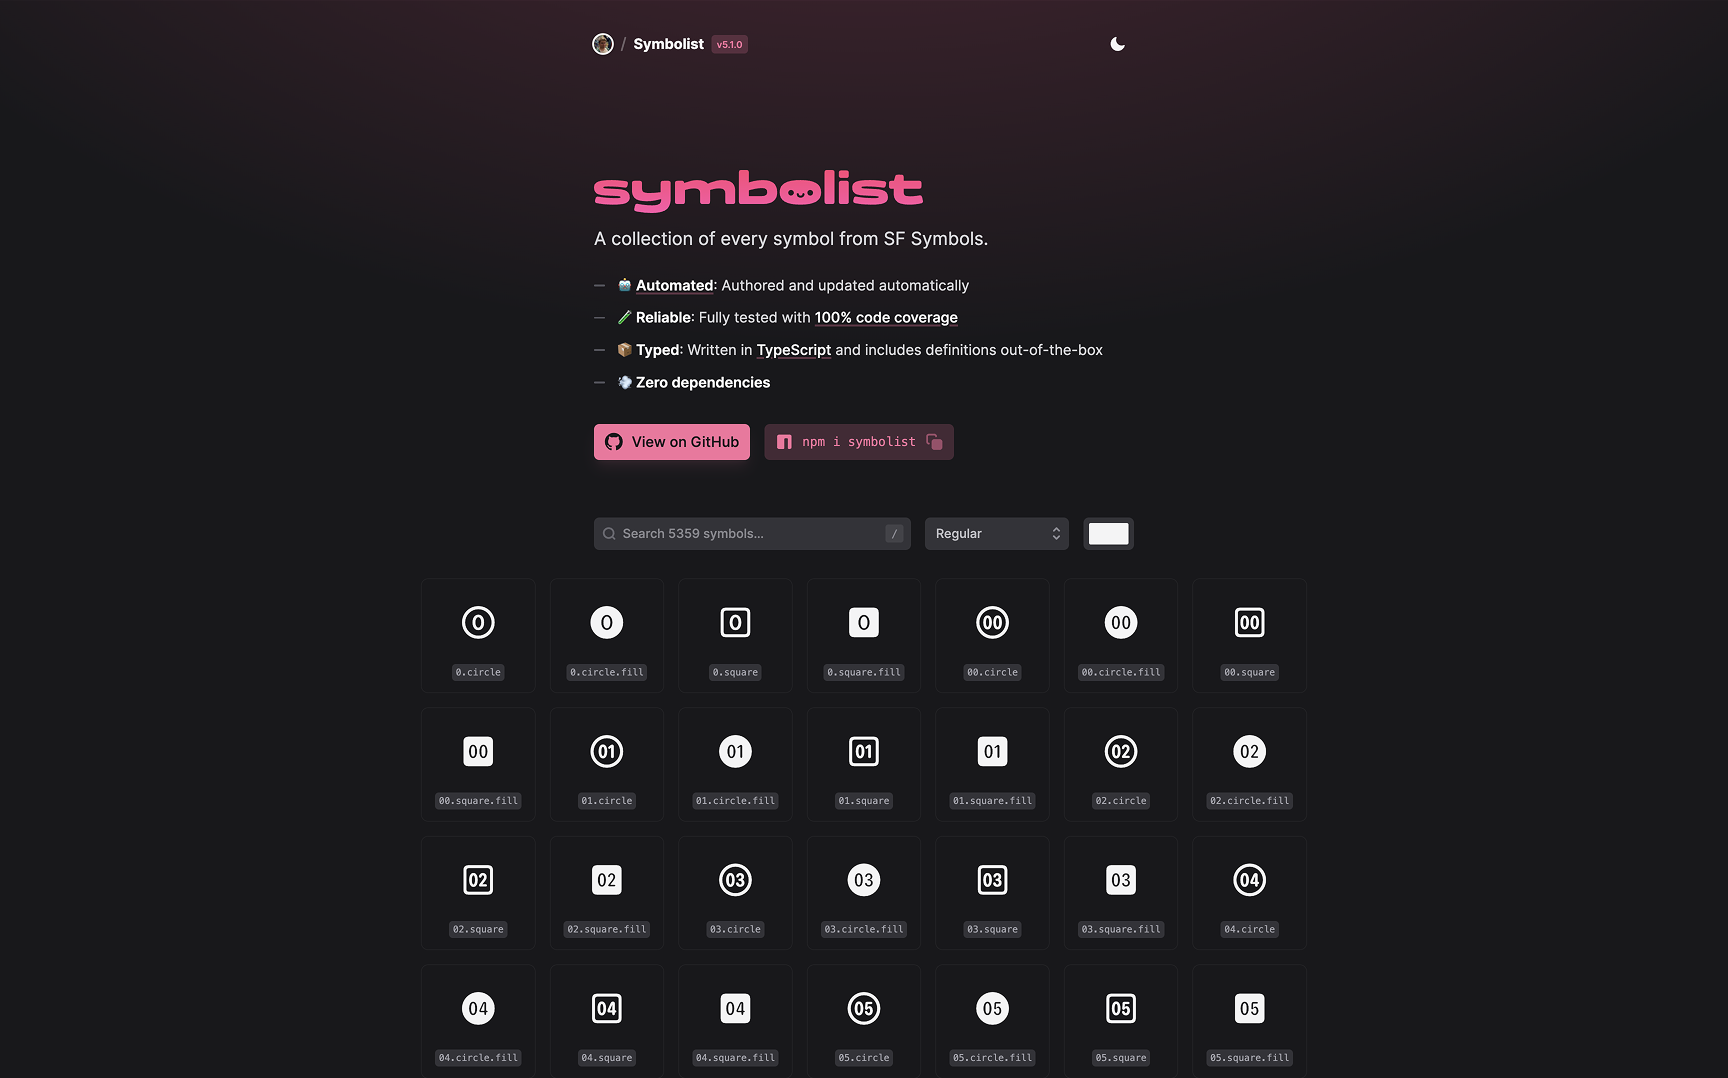 / Symbolist v5.1.0
symbolist
A collection of every symbol from SF Symbols.
Automated: Authored and updated automatically
Reliable: Fully tested with 100% code coverage
Typed: Written in TypeScript and includes definitions out-of-the-box
Zero dependencies
View on GitHub npm i symbolist
Search 5359 symbols... / Regular
0 0 0 0 00 00 00
0.circle 0.circle.fill 0.square 0.square.fill 00.circle 00.circle.fill 00.square
00 01 01 01 01 02 02
00.square.fill 01.circle 01.circle.fill 01.square 01.square.fill 02.circle 02.circle.fill
02 02 03 03 03 03 04
02.square 02.square.fill 03.circle 03.circle.fill 03.square 03.square.fill 04.circle
04 04 04 05 05 05 05
04.circle.fill 04.square 04.square.fill 05.circle 05.circle.fill 05.square 05.square.fill